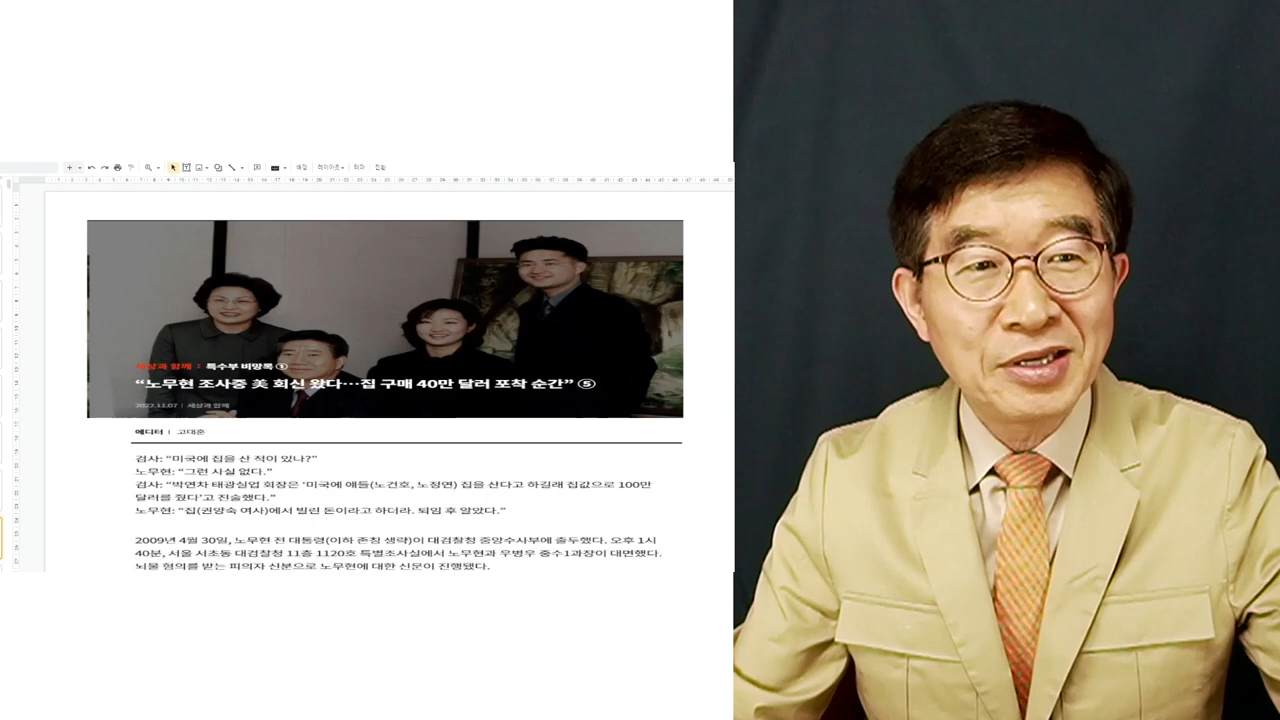 배경
레이아웃
테마
전환
세상과 함께 : 특수부 비망록 ①
“노무현 조사중 美 회신 왔다…집 구매 40만 달러 포착 순간” ⑤
2022.11.07 | 세상과 함께
에디터 | 고대훈
검사: “미국에 집을 산 적이 있나?”
노무현: “그런 사실 없다.”
검사: “박연차 태광실업 회장은 ‘미국에 애들(노건호, 노정연) 집을 산다고 하길래 집값으로 100만
달러를 줬다’고 진술했다.”
노무현: “집(권양숙 여사)에서 빌린 돈이라고 하더라. 퇴임 후 알았다.”
2009년 4월 30일, 노무현 전 대통령(이하 존칭 생략)이 대검찰청 중앙수사부에 출두했다. 오후 1시
40분, 서울 서초동 대검찰청 11층 1120호 특별조사실에서 노무현과 우병우 중수1과장이 대면했다.
뇌물 혐의를 받는 피의자 신분으로 노무현에 대한 신문이 진행됐다.